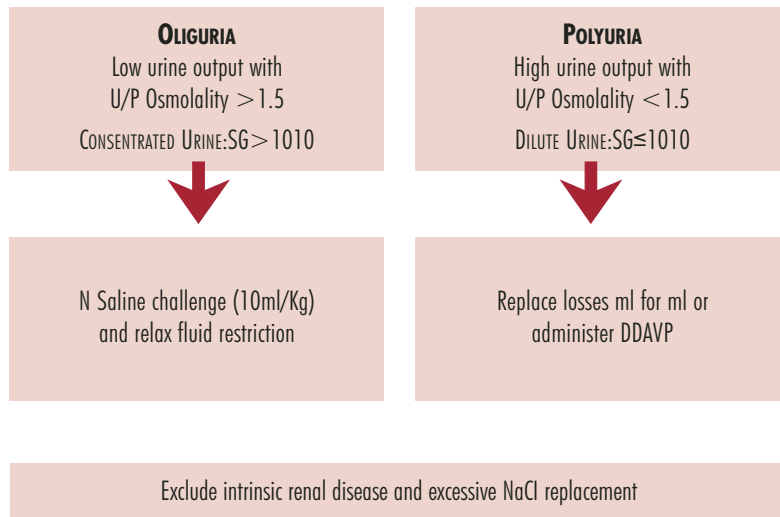 OLIGURIA
Low urine output with
U/P Osmolality >1.5
CONSENTRATED URINE:SG>1010
N Saline challenge (10ml/Kg)
and relax fluid restriction
POLYURIA
High urine output with
U/P Osmolality <1.5
DILUTE URINE:SG≤1010
Replace losses ml for ml or
administer DDAVP
Exclude intrinsic renal disease and excessive NaCl replacement